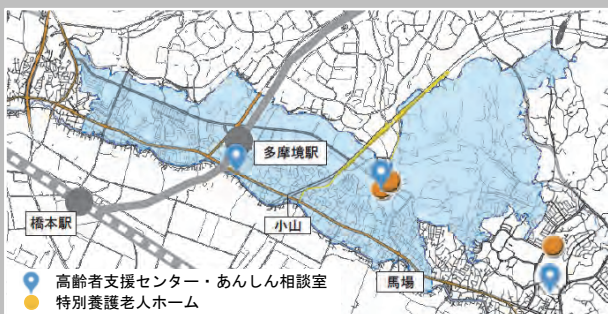 多摩境駅
橋本駅
小山
馬場
高齢者支援センター・あんしん相談室
特別養護老人ホーム